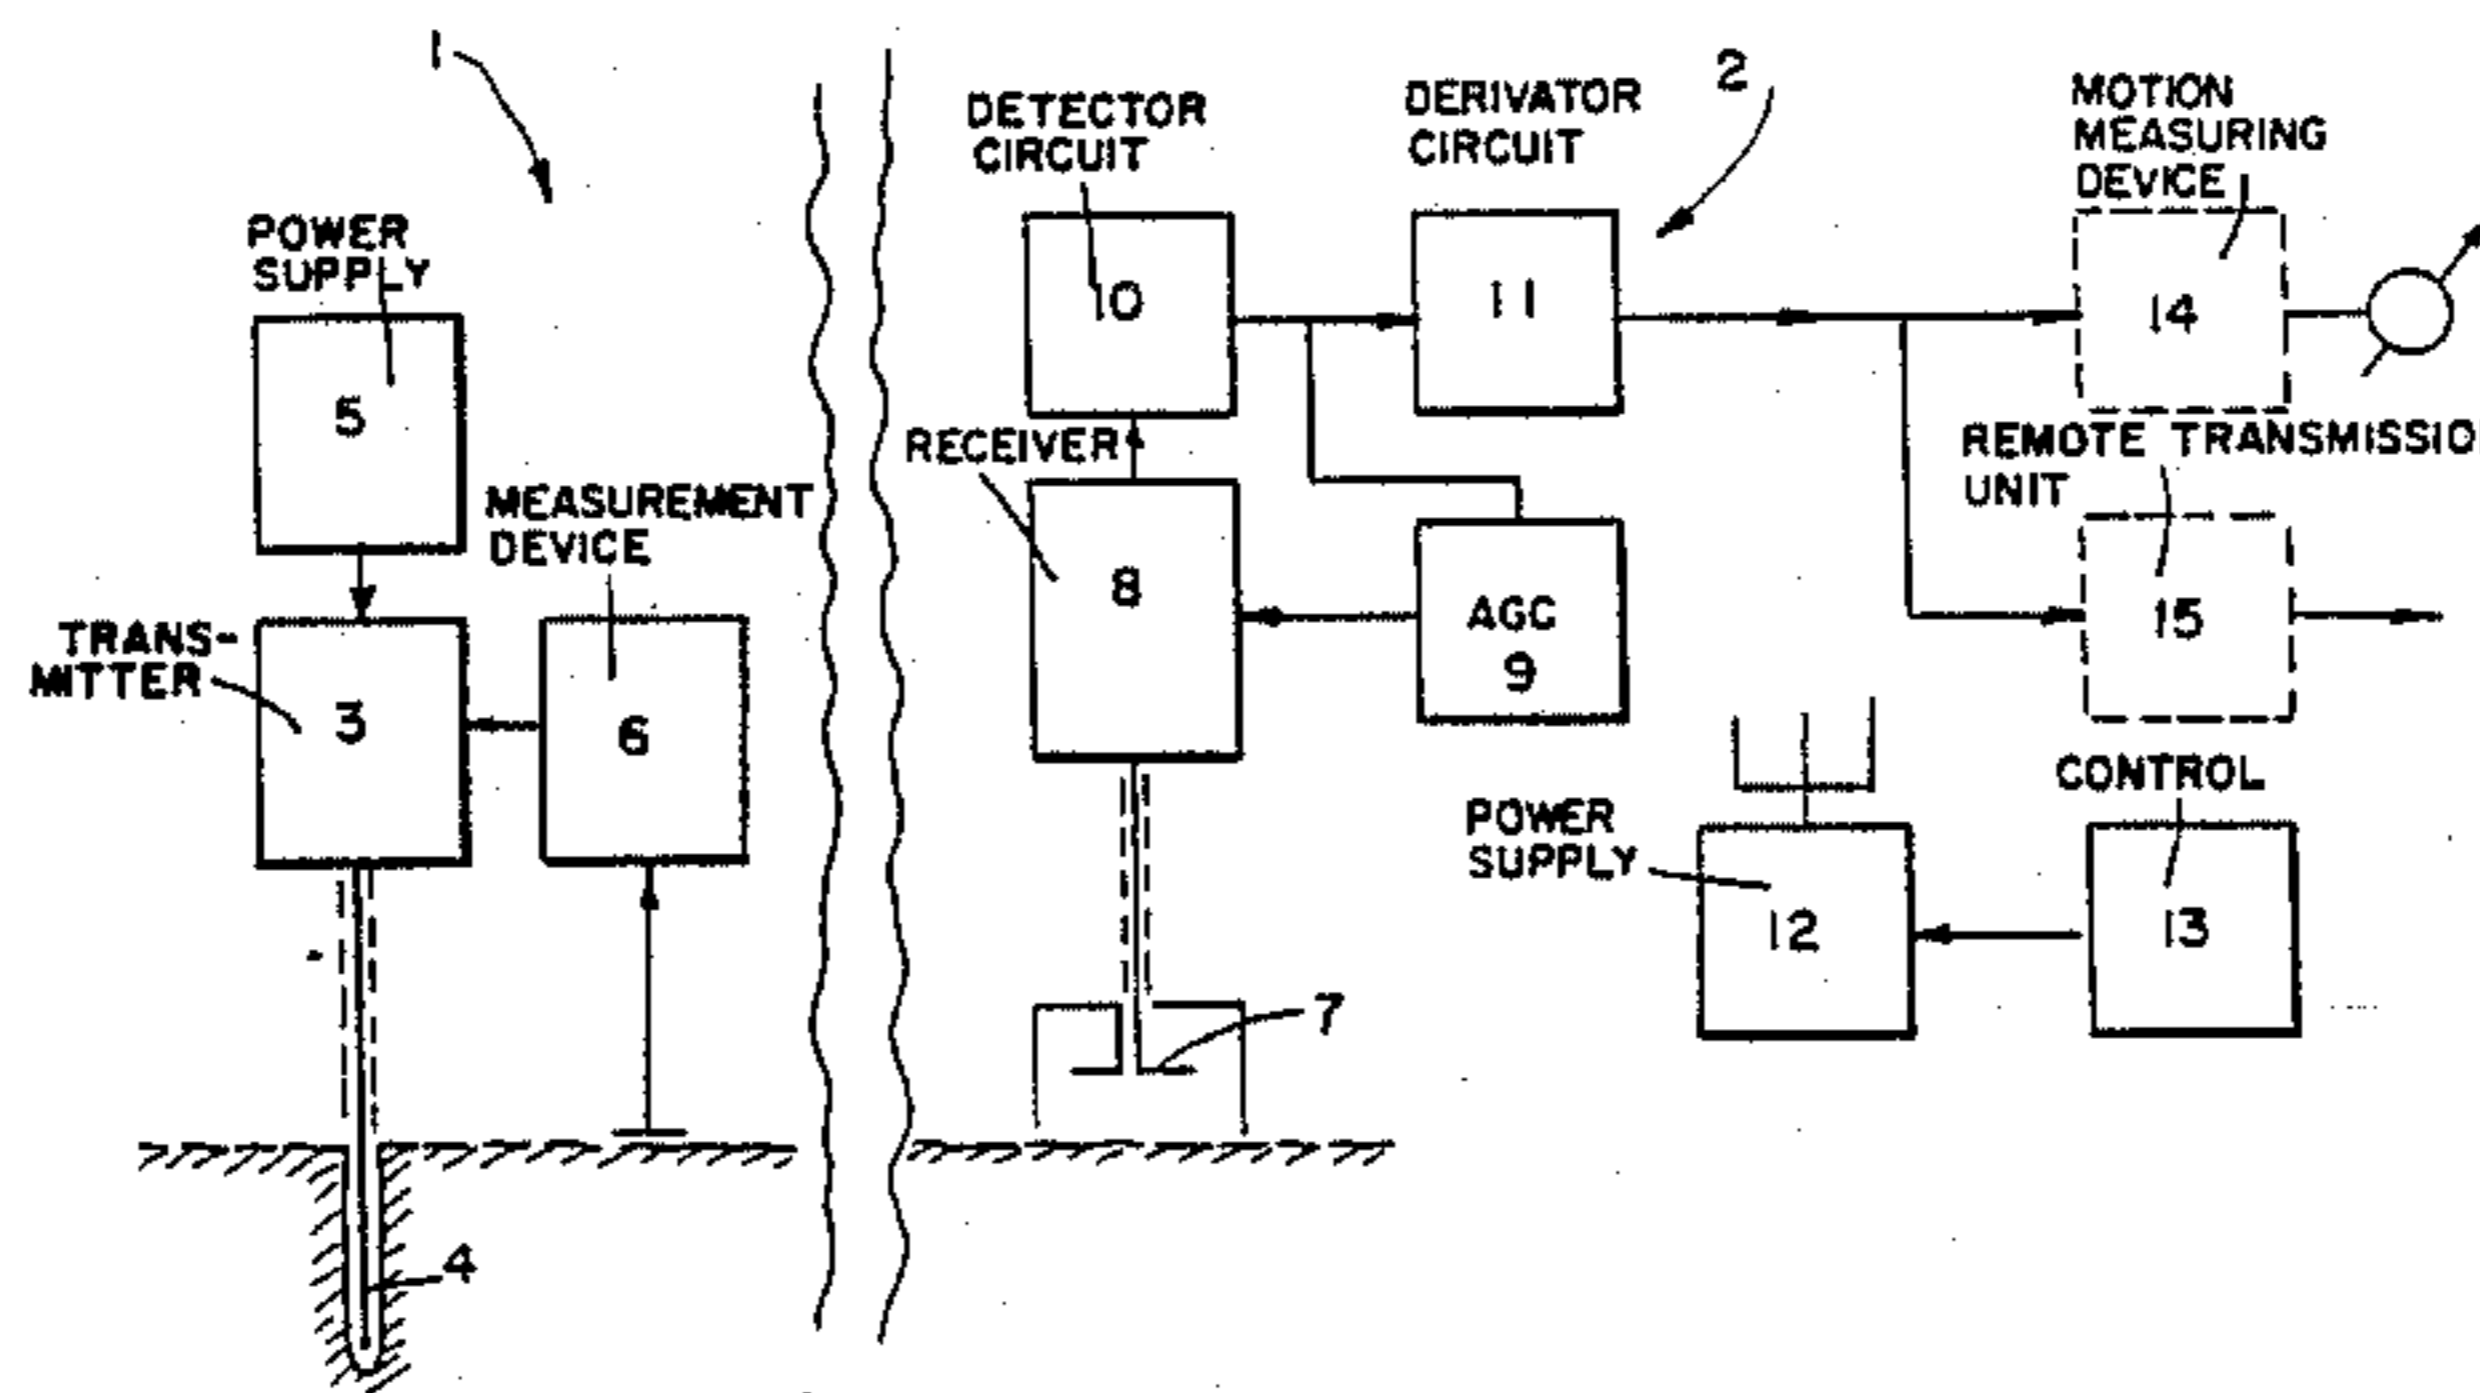 1
2
DETECTOR
CIRCUIT
DERIVATOR
CIRCUIT
MOTION
MEASURING
DEVICE
POWER
SUPPLY
10
11
14
5
RECEIVER
REMOTE TRANSMISSIO
UNIT
MEASUREMENT
DEVICE
8
AGC
9
15
TRANS-
MITTER
3
6
CONTROL
POWER
SUPPLY
12
13
7
4